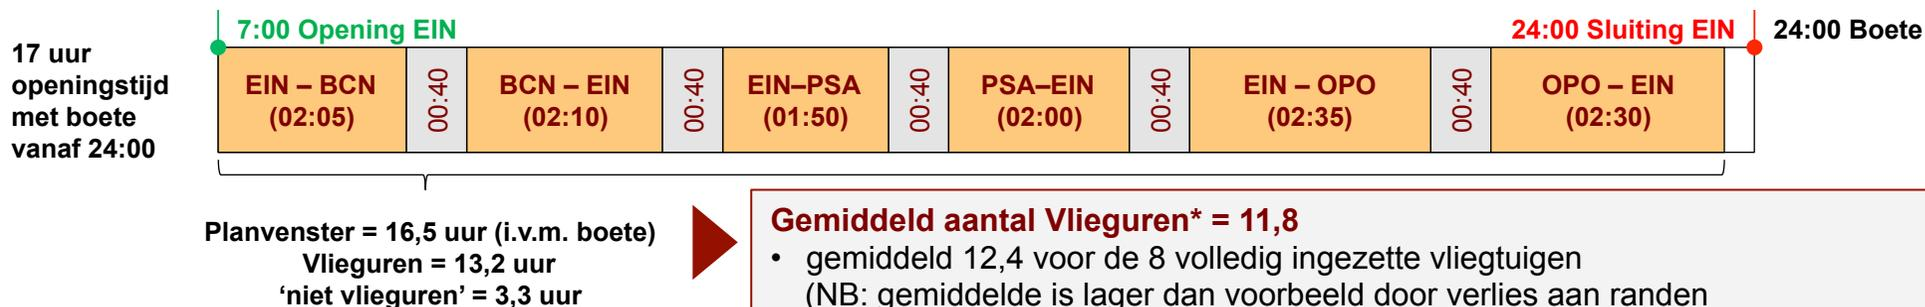 7:00 Opening EIN
24:00 Sluiting EIN
24:00 Boete
17 uur
openingstijd
met boete
vanaf 24:00
EIN – BCN
(02:05)
00:40
BCN – EIN
(02:10)
00:40
EIN–PSA
(01:50)
00:40
PSA–EIN
(02:00)
00:40
EIN – OPO
(02:35)
00:40
OPO – EIN
(02:30)
Planvenster = 16,5 uur (i.v.m. boete)
Vlieguren = 13,2 uur
‘niet vlieguren’ = 3,3 uur
Gemiddeld aantal Vlieguren* = 11,8
• gemiddeld 12,4 voor de 8 volledig ingezette vliegtuigen
(NB: gemiddelde is lager dan voorbeeld door verlies aan randen